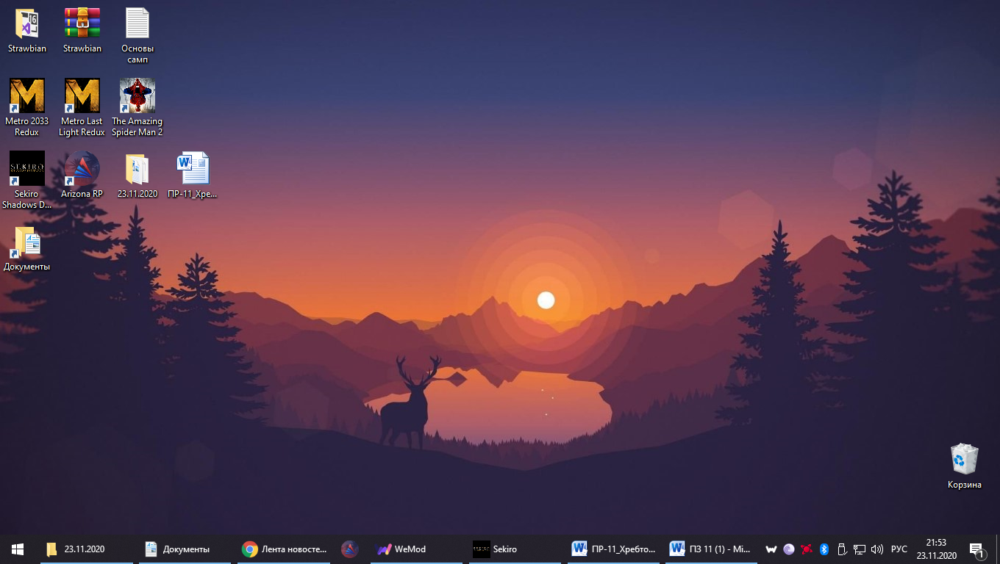 Strawbian
Strawbian
Основы
самп
Metro 2033
Redux
Metro Last
Light Redux
The Amazing
Spider Man 2
SEKIRO
Sekiro
Shadows D...
Arizona RP
23.11.2020
ПР-11_Хре...
Документы
Корзина
23.11.2020
Документы
Лента новосте...
WeMod
Sekiro
ПР-11_Хребто...
ПЗ 11 (1) - Mi...
РУС
21:53
23.11.2020
1